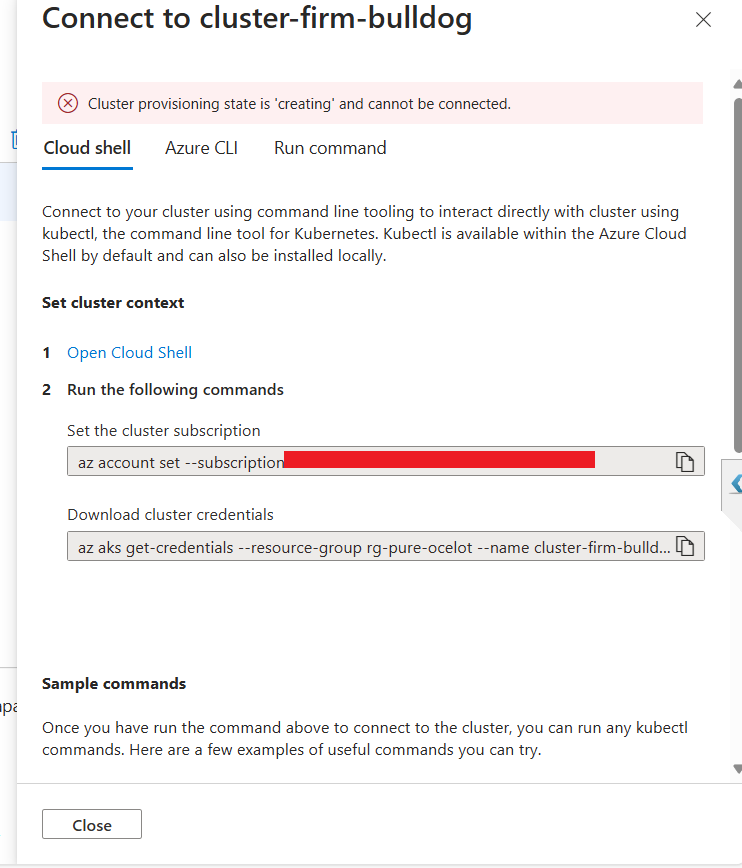 Connect to cluster-firm-bulldog
Cluster provisioning state is 'creating' and cannot be connected.
Cloud shell
Azure CLI
Run command
Connect to your cluster using command line tooling to interact directly with cluster using
kubectl, the command line tool for Kubernetes. Kubectl is available within the Azure Cloud
Shell by default and can also be installed locally.
Set cluster context
1 Open Cloud Shell
2 Run the following commands
Set the cluster subscription
az account set --subscription
Download cluster credentials
az aks get-credentials --resource-group rg-pure-ocelot --name cluster-firm-bulld...
Sample commands
Once you have run the command above to connect to the cluster, you can run any kubectl
commands. Here are a few examples of useful commands you can try.
Close